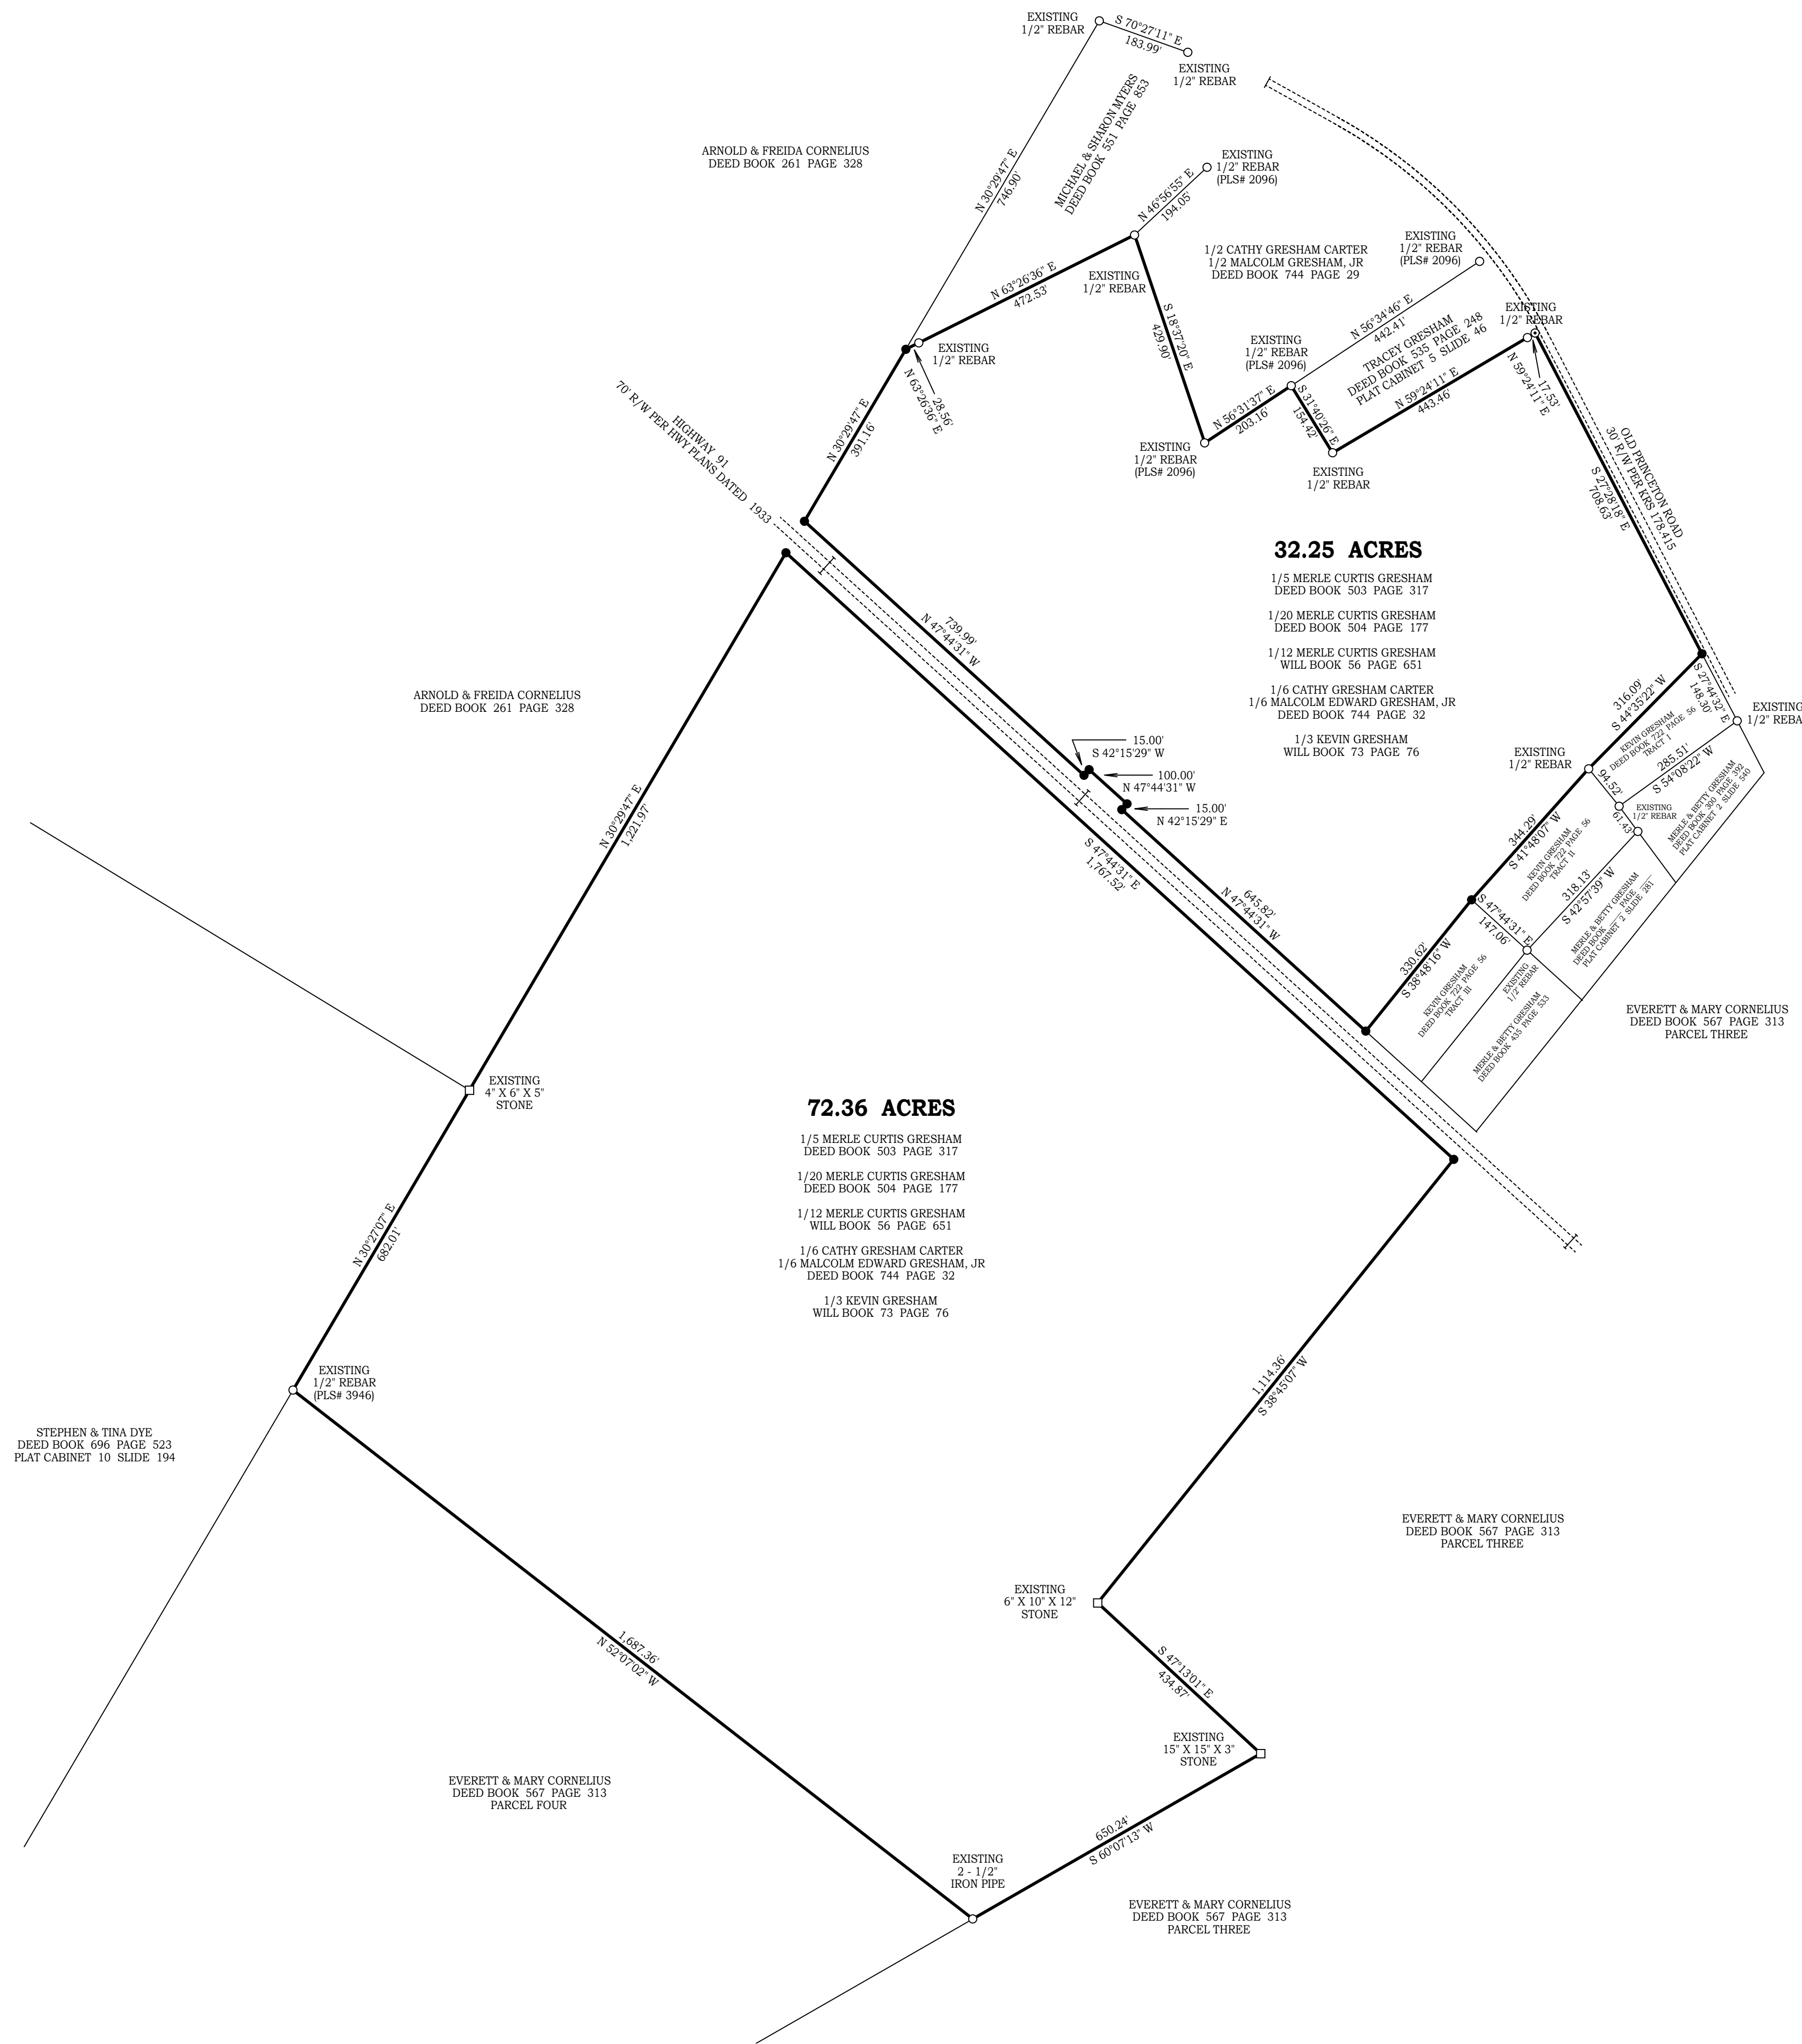 EXISTING
1/2" REBAR
S 70°27'11" E
183.99'
EXISTING
1/2" REBAR
MICHAEL & SHARON MYERS
DEED BOOK 551 PAGE 853
ARNOLD & FREIDA CORNELIUS
DEED BOOK 261 PAGE 328
N 30°29'47" E
746.90'
EXISTING
1/2" REBAR
(PLS# 2096)
N 46°56'55" E
194.05'
1/2 CATHY GRESHAM CARTER
1/2 MALCOLM GRESHAM, JR
DEED BOOK 744 PAGE 29
EXISTING
1/2" REBAR
(PLS# 2096)
N 63°26'36" E
472.53'
EXISTING
1/2" REBAR
S 18°37'20" E
429.90'
N 56°34'46" E
442.41'
TRACEY GRESHAM
DEED BOOK 535 PAGE 248
PLAT CABINET 5 SLIDE 46
EXISTING
1/2" REBAR
EXISTING
1/2" REBAR
(PLS# 2096)
EXISTING
1/2" REBAR
28.56'
N 63°26'36" E
N 56°31'37" E
203.16'
S 31°40'26" E
154.42'
N 59°24'11" E
443.46'
17.53'
N 59°24'11" E
EXISTING
1/2" REBAR
(PLS# 2096)
EXISTING
1/2" REBAR
N 30°29'47" E
391.16'
HIGHWAY 91
70' R/W PER HWY PLANS DATED 1933
OLD PRINCETON ROAD
30' R/W PER KRS 178.415
S 27°28'18" E
708.63'
32.25 ACRES
1/5 MERLE CURTIS GRESHAM
DEED BOOK 503 PAGE 317
1/20 MERLE CURTIS GRESHAM
DEED BOOK 504 PAGE 177
1/12 MERLE CURTIS GRESHAM
WILL BOOK 56 PAGE 651
1/6 CATHY GRESHAM CARTER
1/6 MALCOLM EDWARD GRESHAM, JR
DEED BOOK 744 PAGE 32
1/3 KEVIN GRESHAM
WILL BOOK 73 PAGE 76
739.99'
N 47°44'31" W
ARNOLD & FREIDA CORNELIUS
DEED BOOK 261 PAGE 328
316.09'
S 44°35'22" W
S 27°44'32" E
148.30'
EXISTING
1/2" REBA
KEVIN GRESHAM
DEED BOOK 722 PAGE 56
TRACT I
285.51'
S 54°08'22" W
15.00'
S 42°15'29" W
100.00'
N 47°44'31" W
15.00'
N 42°15'29" E
EXISTING
1/2" REBAR
94.52'
EXISTING
1/2" REBAR
61.43'
MERLE & BETTY GRESHAM
DEED BOOK 300 PAGE 392
PLAT CABINET 2 SLIDE 540
N 30°29'47" E
1,221.97'
S 47°44'31" E
1,767.52'
344.29'
S 41°48'07" W
KEVIN GRESHAM
DEED BOOK 722 PAGE 56
TRACT II
318.13'
S 42°57'39" W
MERLE & BETTY GRESHAM
DEED BOOK ___ PAGE ___
PLAT CABINET 2 SLIDE 281
645.82'
N 47°44'31" W
S 47°44'31" E
147.06'
330.62'
S 38°48'16" W
KEVIN GRESHAM
DEED BOOK 722 PAGE 56
TRACT III
EXISTING
1/2" REBAR
MERLE & BETTY GRESHAM
DEED BOOK 435 PAGE 533
EVERETT & MARY CORNELIUS
DEED BOOK 567 PAGE 313
PARCEL THREE
EXISTING
4" X 6" X 5"
STONE
72.36 ACRES
1/5 MERLE CURTIS GRESHAM
DEED BOOK 503 PAGE 317
1/20 MERLE CURTIS GRESHAM
DEED BOOK 504 PAGE 177
1/12 MERLE CURTIS GRESHAM
WILL BOOK 56 PAGE 651
1/6 CATHY GRESHAM CARTER
1/6 MALCOLM EDWARD GRESHAM, JR
DEED BOOK 744 PAGE 32
1/3 KEVIN GRESHAM
WILL BOOK 73 PAGE 76
N 30°27'07" E
682.01'
EXISTING
1/2" REBAR
(PLS# 3946)
STEPHEN & TINA DYE
DEED BOOK 696 PAGE 523
PLAT CABINET 10 SLIDE 194
1,114.36'
S 38°45'07" W
EVERETT & MARY CORNELIUS
DEED BOOK 567 PAGE 313
PARCEL THREE
EXISTING
6" X 10" X 12"
STONE
1,687.36'
N 52°07'02" W
S 47°13'01" E
434.87'
EXISTING
15" X 15" X 3"
STONE
EVERETT & MARY CORNELIUS
DEED BOOK 567 PAGE 313
PARCEL FOUR
650.24'
S 60°07'13" W
EXISTING
2 - 1/2"
IRON PIPE
EVERETT & MARY CORNELIUS
DEED BOOK 567 PAGE 313
PARCEL THREE